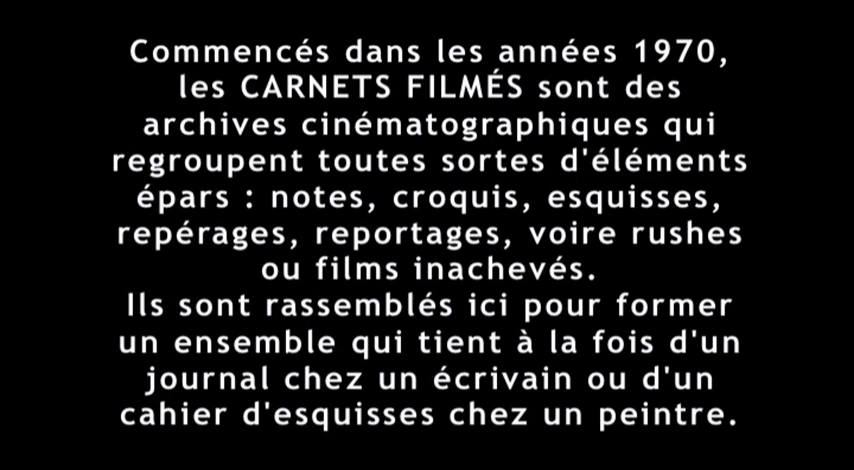 Commencés dans les années 1970,
les CARNETS FILMÉS sont des
archives cinématographiques qui
regroupent toutes sortes d'éléments
épars : notes, croquis, esquisses,
repérages, reportages, voire rushes
ou films inachevés.
Ils sont rassemblés ici pour former
un ensemble qui tient à la fois d'un
journal chez un écrivain ou d'un
cahier d'esquisses chez un peintre.